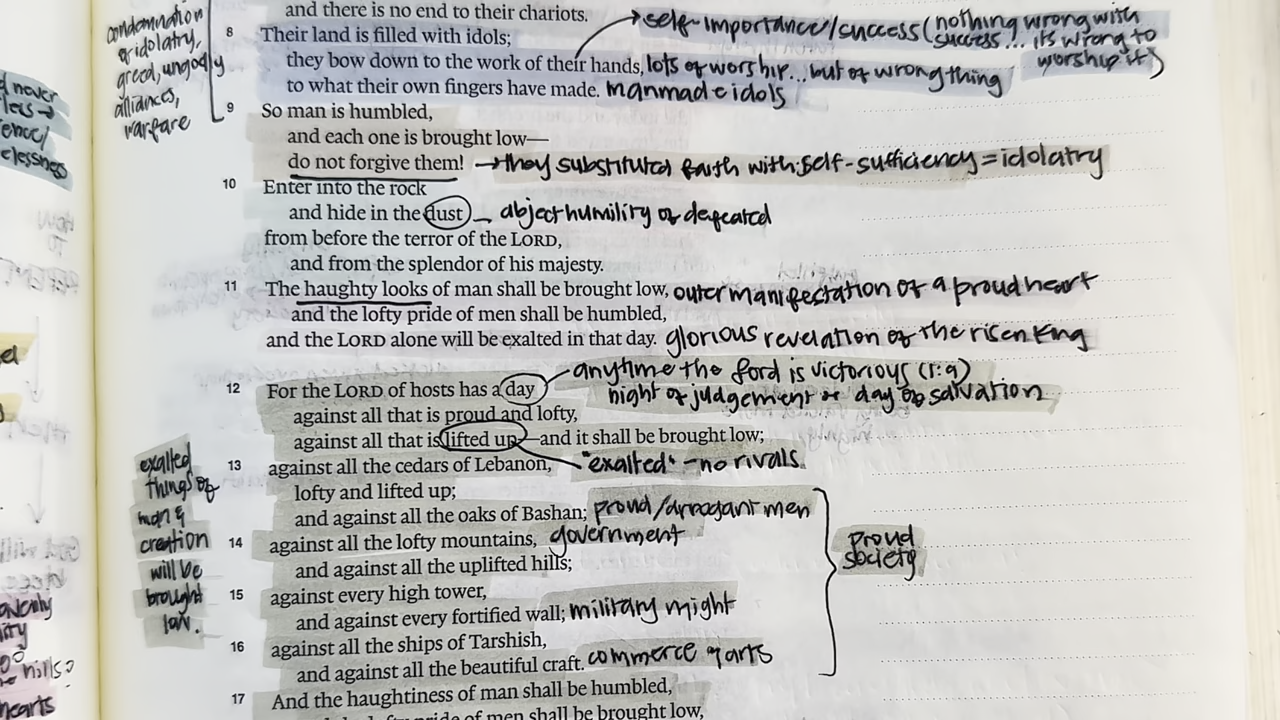 and there is no end to their chariots.
self-importance/success (nothing wrong with
success... its wrong to
worship it)
8 Their land is filled with idols;
they bow down to the work of their hands, lots of worship... but of wrong thing
to what their own fingers have made. manmade idols
condemnation
of idolatry,
greed, ungodly
alliances,
warfare
9 So man is humbled,
and each one is brought low—
do not forgive them! → they substituted faith with self-sufficiency = idolatry
10 Enter into the rock
and hide in the dust — abject humility or defeated
from before the terror of the LORD,
and from the splendor of his majesty.
11 The haughty looks of man shall be brought low, outer manifestation of a proud heart
and the lofty pride of men shall be humbled,
and the LORD alone will be exalted in that day. glorious revelation of the risen King
anytime the Lord is victorious (1:9)
12 For the LORD of hosts has a day
night of judgement or day of salvation
against all that is proud and lofty,
against all that is lifted up—and it shall be brought low;
13 against all the cedars of Lebanon, "exalted" - no rivals
lofty and lifted up;
and against all the oaks of Bashan; proud/arrogant men
14 against all the lofty mountains, government
and against all the uplifted hills;
15 against every high tower,
and against every fortified wall; military might
16 against all the ships of Tarshish,
and against all the beautiful craft. commerce & arts
proud
society
exalted
things of
man &
creation
will be
brought
low.
17 And the haughtiness of man shall be humbled,
pride of men shall be brought low,
never
hills?
hearts